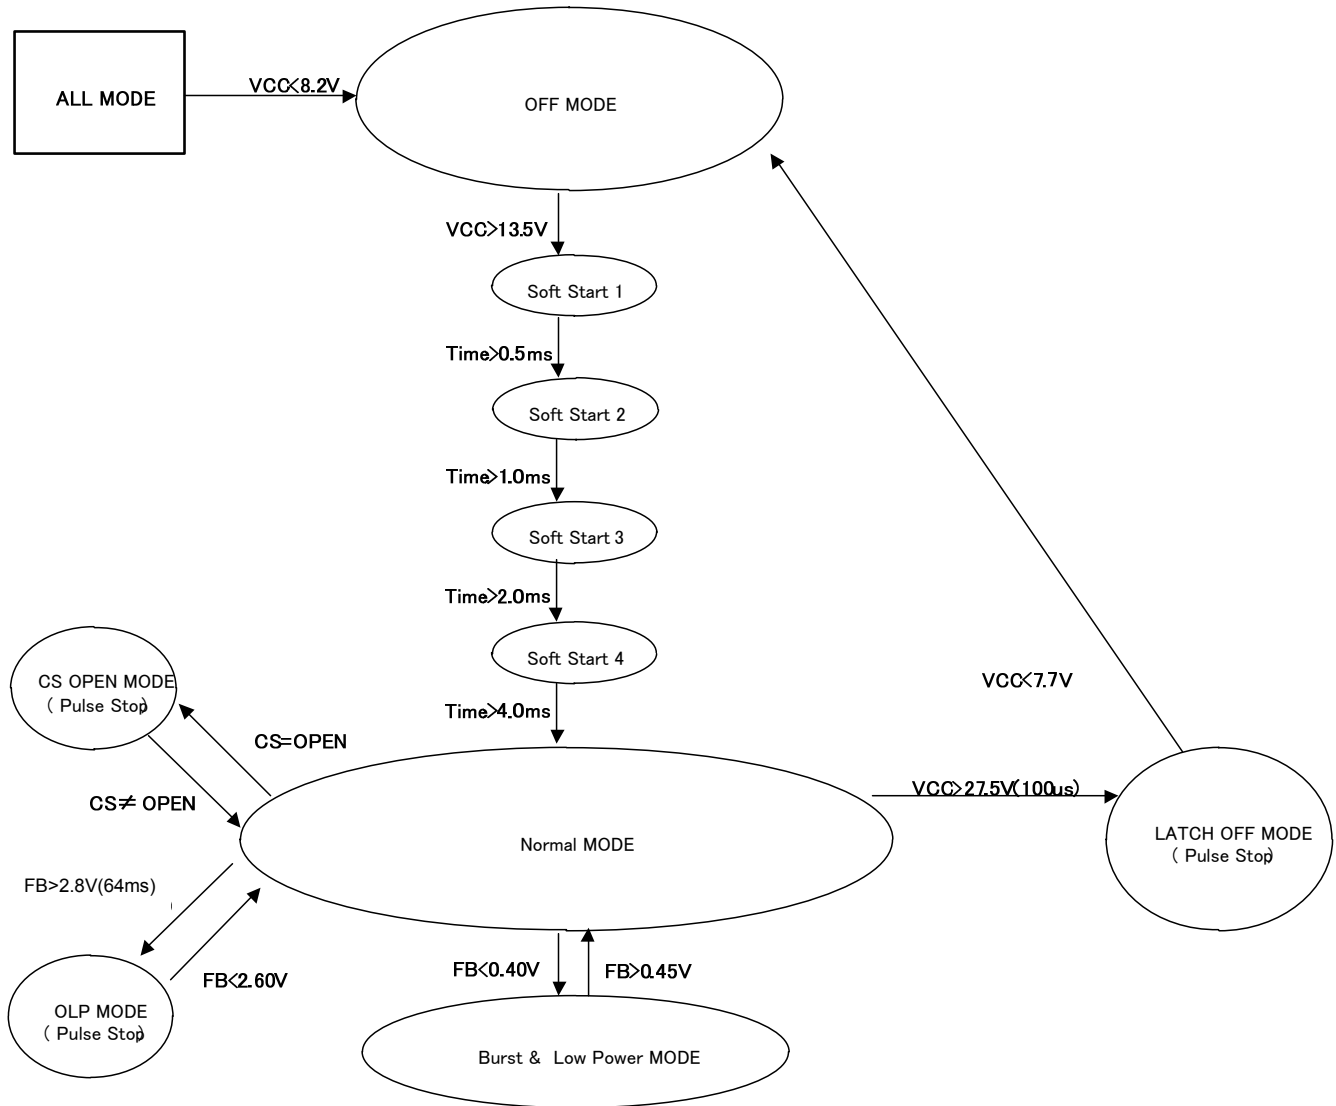 ALL MODE
VCC<8.2V
OFF MODE
VCC>13.5V
Soft Start 1
Time>0.5ms
Soft Start 2
Time>1.0ms
Soft Start 3
Time>2.0ms
Soft Start 4
Time>4.0ms
CS OPEN MODE
( Pulse Stop)
CS=OPEN
CS≠ OPEN
VCC<7.7V
VCC>27.5V(100us)
LATCH OFF MODE
( Pulse Stop)
Normal MODE
FB>2.8V(64ms)
FB<2.60V
FB<0.40V
FB>0.45V
OLP MODE
( Pulse Stop)
Burst & Low Power MODE